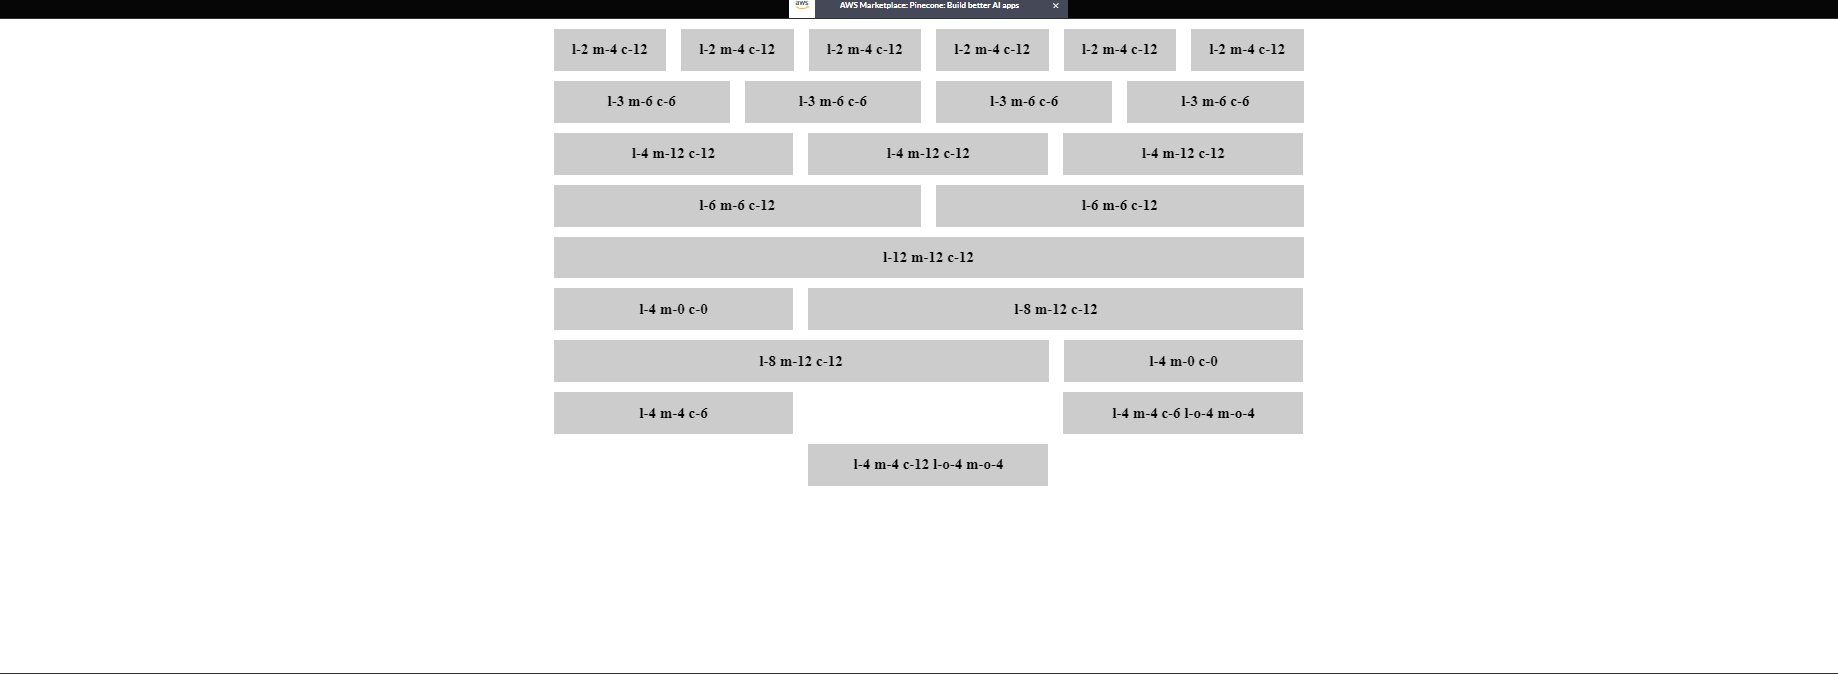 aws AWS Marketplace: Pinecone: Build better AI apps ×
l-2 m-4 c-12 l-2 m-4 c-12 l-2 m-4 c-12 l-2 m-4 c-12 l-2 m-4 c-12 l-2 m-4 c-12
l-3 m-6 c-6 l-3 m-6 c-6 l-3 m-6 c-6 l-3 m-6 c-6
l-4 m-12 c-12 l-4 m-12 c-12 l-4 m-12 c-12
l-6 m-6 c-12 l-6 m-6 c-12
l-12 m-12 c-12
l-4 m-0 c-0 l-8 m-12 c-12
l-8 m-12 c-12 l-4 m-0 c-0
l-4 m-4 c-6 l-4 m-4 c-6 l-o-4 m-o-4
l-4 m-4 c-12 l-o-4 m-o-4